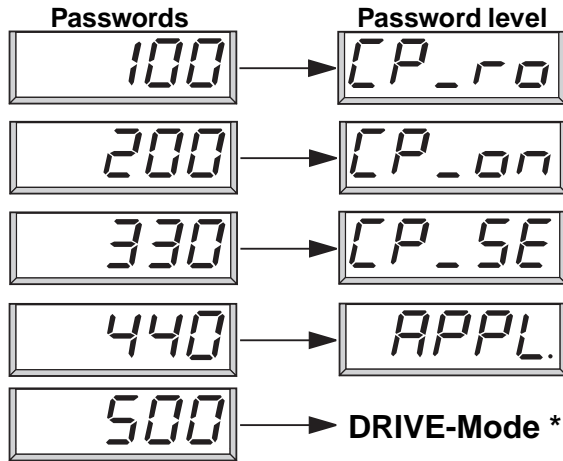 Passwords Password level
100 CP_ro
200 CP_on
330 CP_SE
440 APPL.
500 DRIVE-Mode *